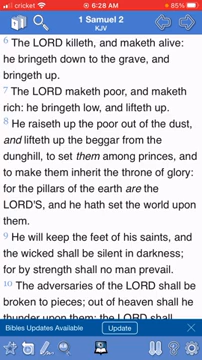 cricket 6:28 AM 85%
1 Samuel 2
KJV
6 The LORD killeth, and maketh alive:
he bringeth down to the grave, and
bringeth up.
7 The LORD maketh poor, and maketh
rich: he bringeth low, and lifteth up.
8 He raiseth up the poor out of the dust,
and lifteth up the beggar from the
dunghill, to set them among princes, and
to make them inherit the throne of glory:
for the pillars of the earth are the
LORD'S, and he hath set the world upon
them.
9 He will keep the feet of his saints, and
the wicked shall be silent in darkness;
for by strength shall no man prevail.
10 The adversaries of the LORD shall be
broken to pieces; out of heaven shall he
thunder upon them: the LORD shall
Bibles Updates Available Update